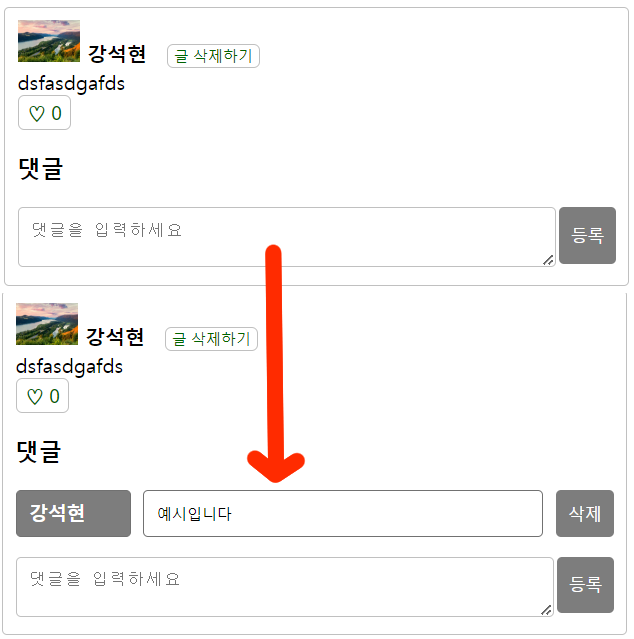 강석현 글 삭제하기
dsfasdgafds
♡ 0
댓글
댓글을 입력하세요 등록
강석현 글 삭제하기
dsfasdgafds
♡ 0
댓글
강석현 예시입니다 삭제
댓글을 입력하세요 등록